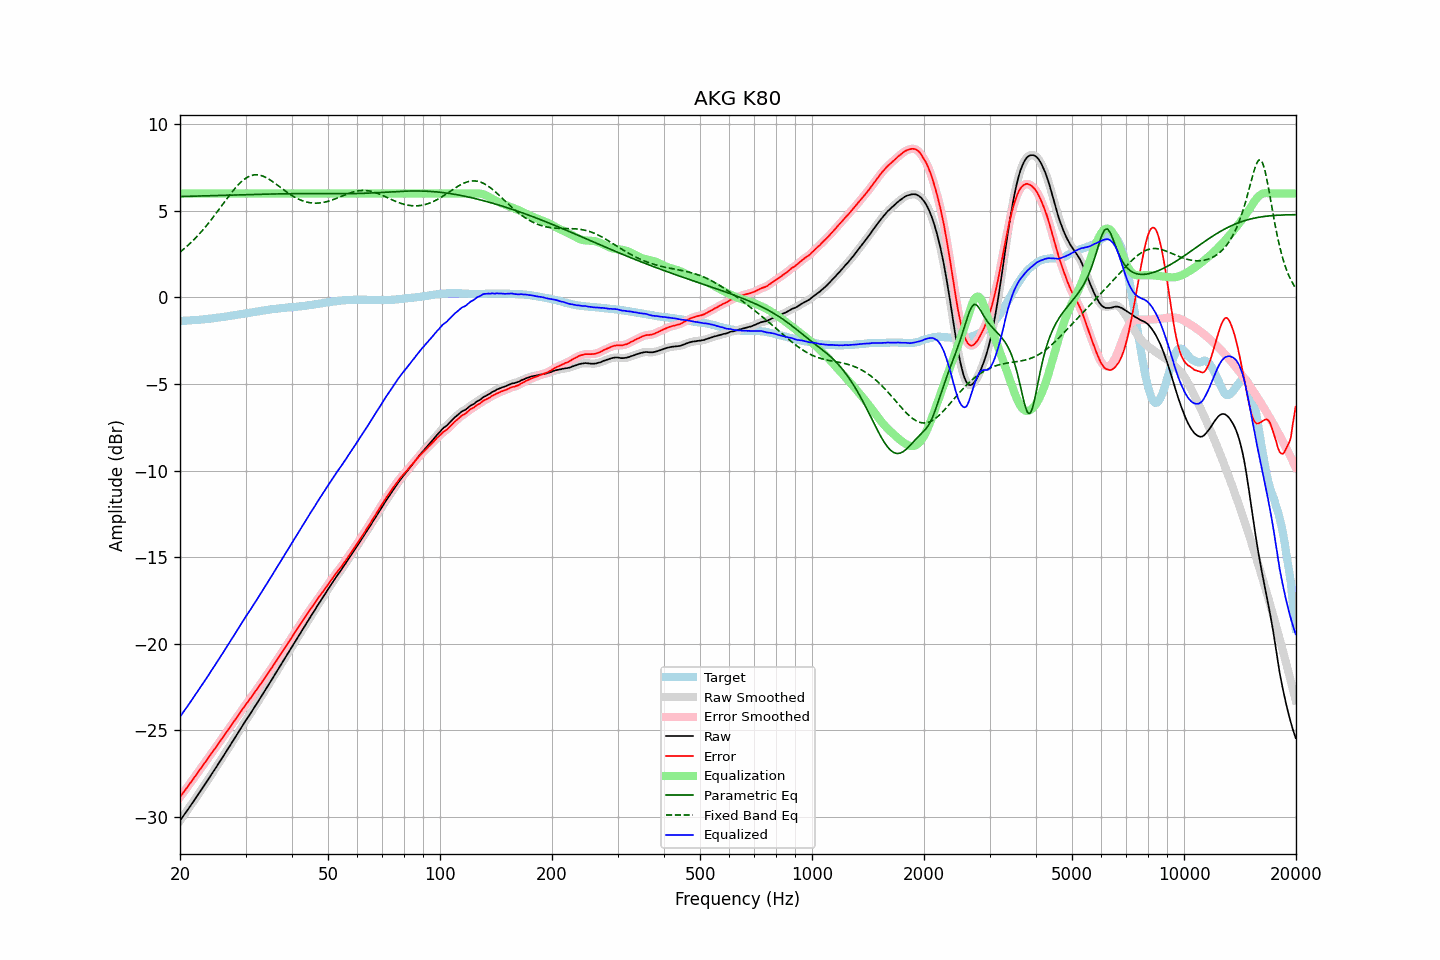 AKG K80
10
5
0
−5
−10
−15
−20
−25
−30
Amplitude (dBr)
Target
Raw Smoothed
Error Smoothed
Raw
Error
Equalization
Parametric Eq
Fixed Band Eq
Equalized
20 50 100 200 500 1000 2000 5000 10000 20000
Frequency (Hz)